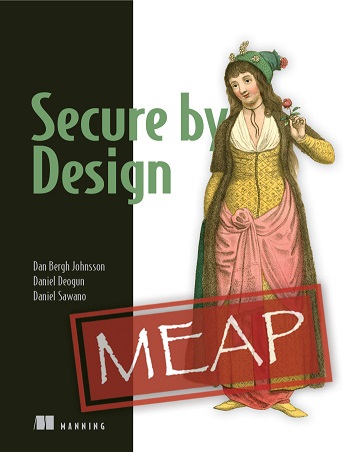 Secure by
Design
Dan Bergh Johnsson
Daniel Deogun
Daniel Sawano
MEAP
MANNING